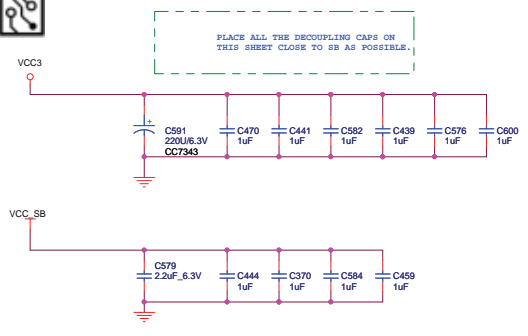 PLACE ALL THE DECOUPLING CAPS ON
THIS SHEET CLOSE TO SB AS POSSIBLE.
VCC3
+
C591
220U/6.3V
CC7343
C470
1uF
C441
1uF
C582
1uF
C439
1uF
C576
1uF
C600
1uF
VCC_SB
C579
2.2uF_6.3V
C444
1uF
C370
1uF
C584
1uF
C459
1uF